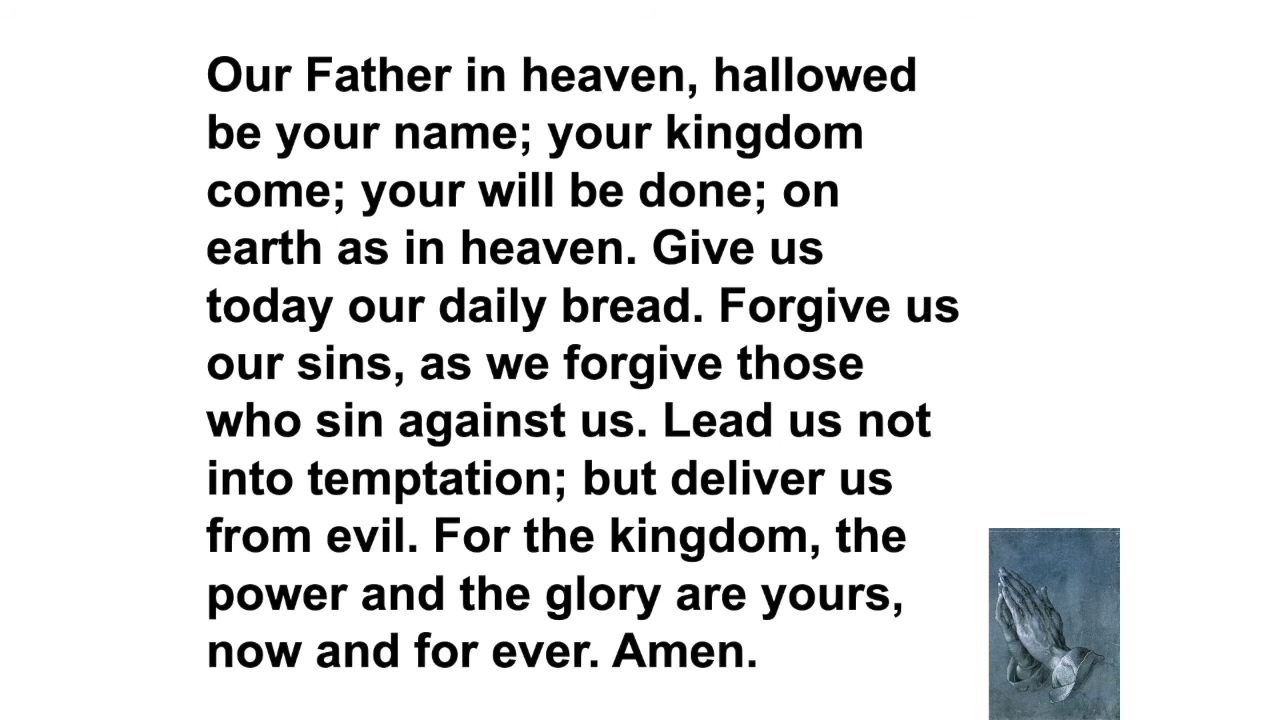 Our Father in heaven, hallowed
be your name; your kingdom
come; your will be done; on
earth as in heaven. Give us
today our daily bread. Forgive us
our sins, as we forgive those
who sin against us. Lead us not
into temptation; but deliver us
from evil. For the kingdom, the
power and the glory are yours,
now and for ever. Amen.